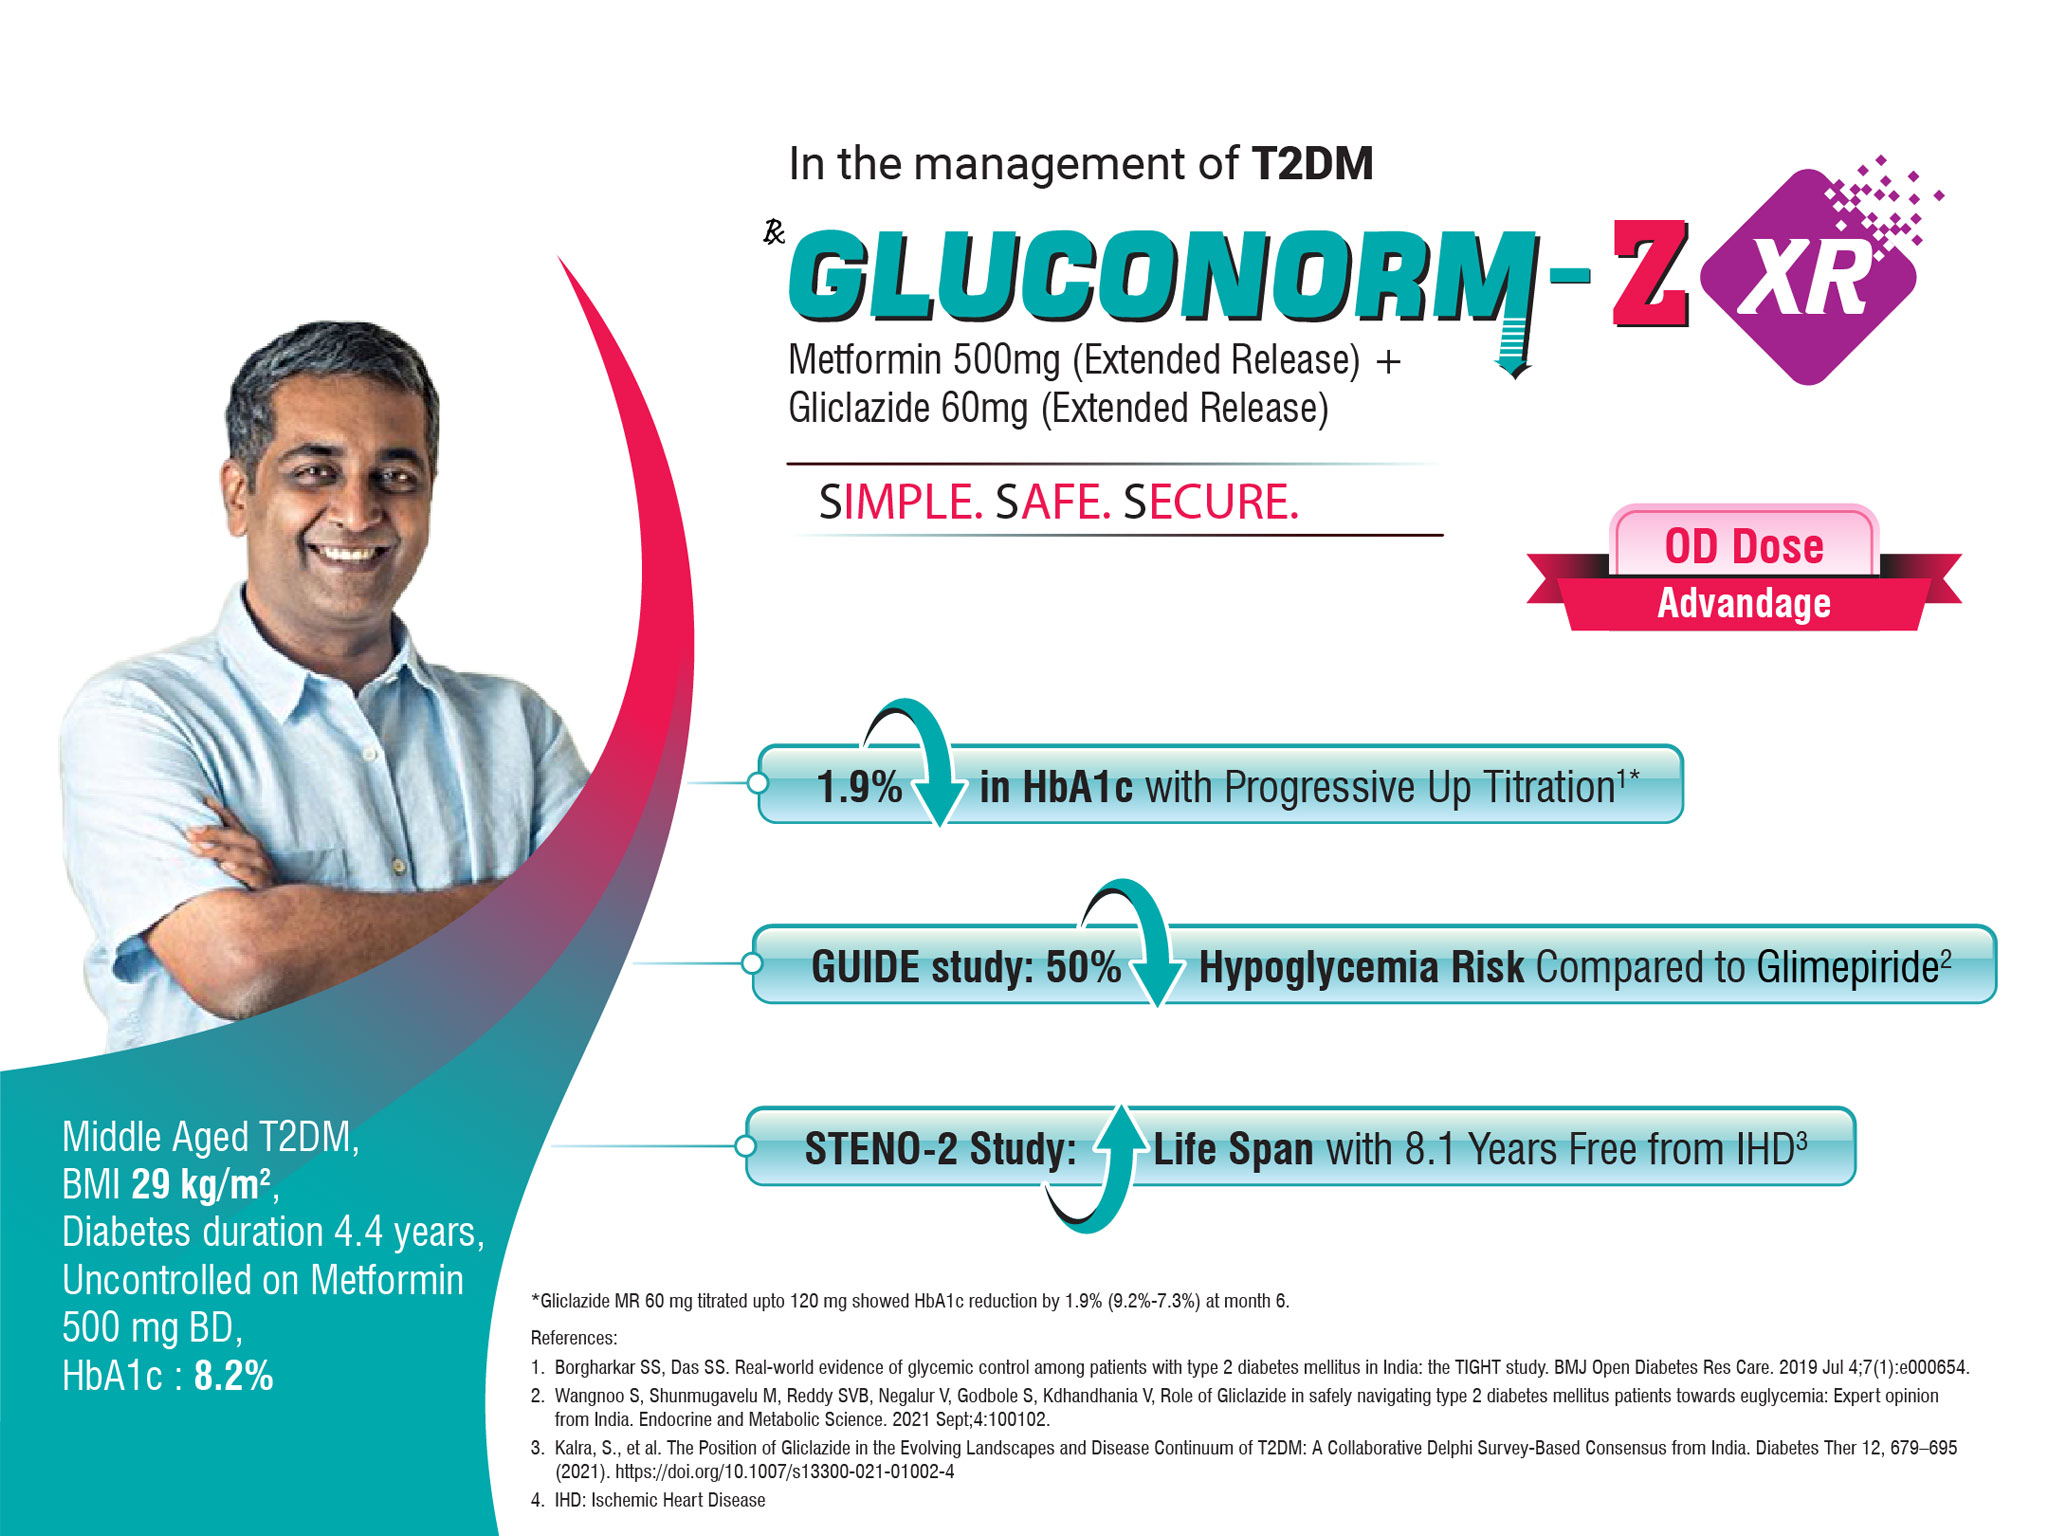 In the management of T2DM
Rx GLUCONORM-Z XR
Metformin 500mg (Extended Release) +
Gliclazide 60mg (Extended Release)
SIMPLE. SAFE. SECURE.
OD Dose
Advandage
1.9% in HbA1c with Progressive Up Titration¹*
GUIDE study: 50% Hypoglycemia Risk Compared to Glimepiride²
STENO-2 Study: Life Span with 8.1 Years Free from IHD³
Middle Aged T2DM,
BMI 29 kg/m²,
Diabetes duration 4.4 years,
Uncontrolled on Metformin
500 mg BD,
HbA1c : 8.2%
*Gliclazide MR 60 mg titrated upto 120 mg showed HbA1c reduction by 1.9% (9.2%-7.3%) at month 6.
References:
1. Borgharkar SS, Das SS. Real-world evidence of glycemic control among patients with type 2 diabetes mellitus in India: the TIGHT study. BMJ Open Diabetes Res Care. 2019 Jul 4;7(1):e000654.
2. Wangnoo S, Shunmugavelu M, Reddy SVB, Negalur V, Godbole S, Kdhandhania V, Role of Gliclazide in safely navigating type 2 diabetes mellitus patients towards euglycemia: Expert opinion
from India. Endocrine and Metabolic Science. 2021 Sept;4:100102.
3. Kalra, S., et al. The Position of Gliclazide in the Evolving Landscapes and Disease Continuum of T2DM: A Collaborative Delphi Survey-Based Consensus from India. Diabetes Ther 12, 679–695
(2021). https://doi.org/10.1007/s13300-021-01002-4
4. IHD: Ischemic Heart Disease